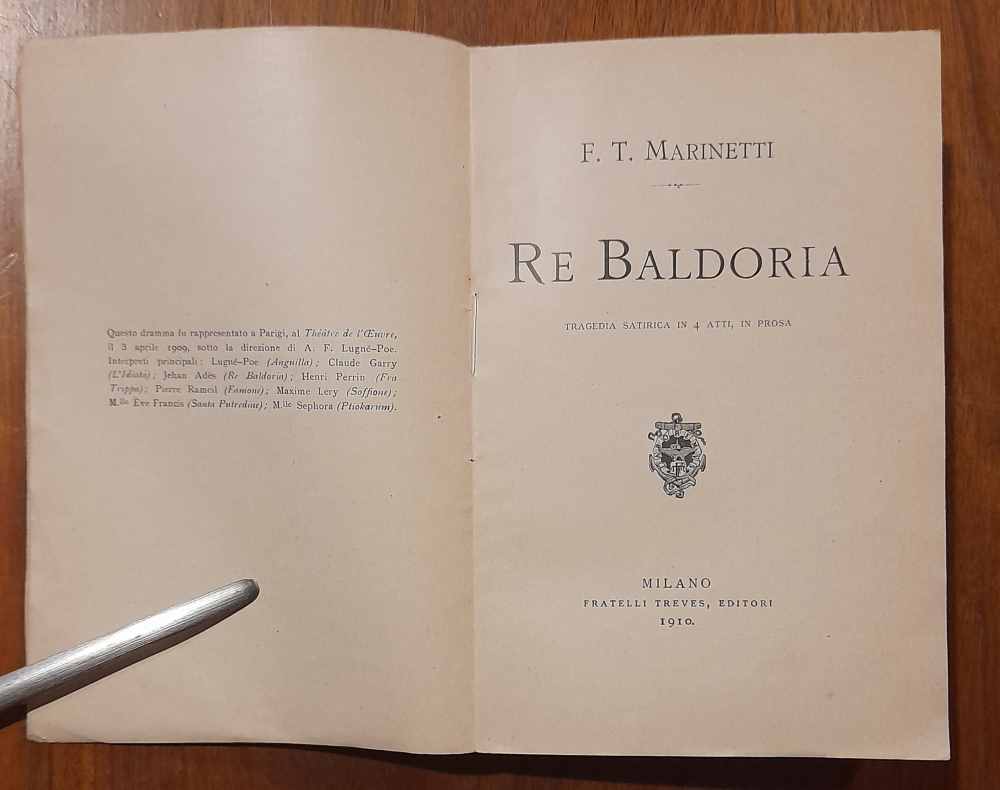 Questo dramma fu rappresentato a Parigi, al Théâtre de l'Œuvre,
il 3 aprile 1909, sotto la direzione di A. F. Lugné-Poe.
Interpreti principali: Lugné-Poe (Anguilla); Claude Garry
(L'Idiota); Jehan Adès (Re Baldoria); Henri Perrin (Fra
Trippa); Pierre Rameil (Famone); Maxime Lery (Soffione);
M.lle Ève Francis (Santa Putredine); M.lle Sephora (Ptiokarum).
F. T. MARINETTI
RE BALDORIA
TRAGEDIA SATIRICA IN 4 ATTI, IN PROSA
MILANO
FRATELLI TREVES, EDITORI
1910.